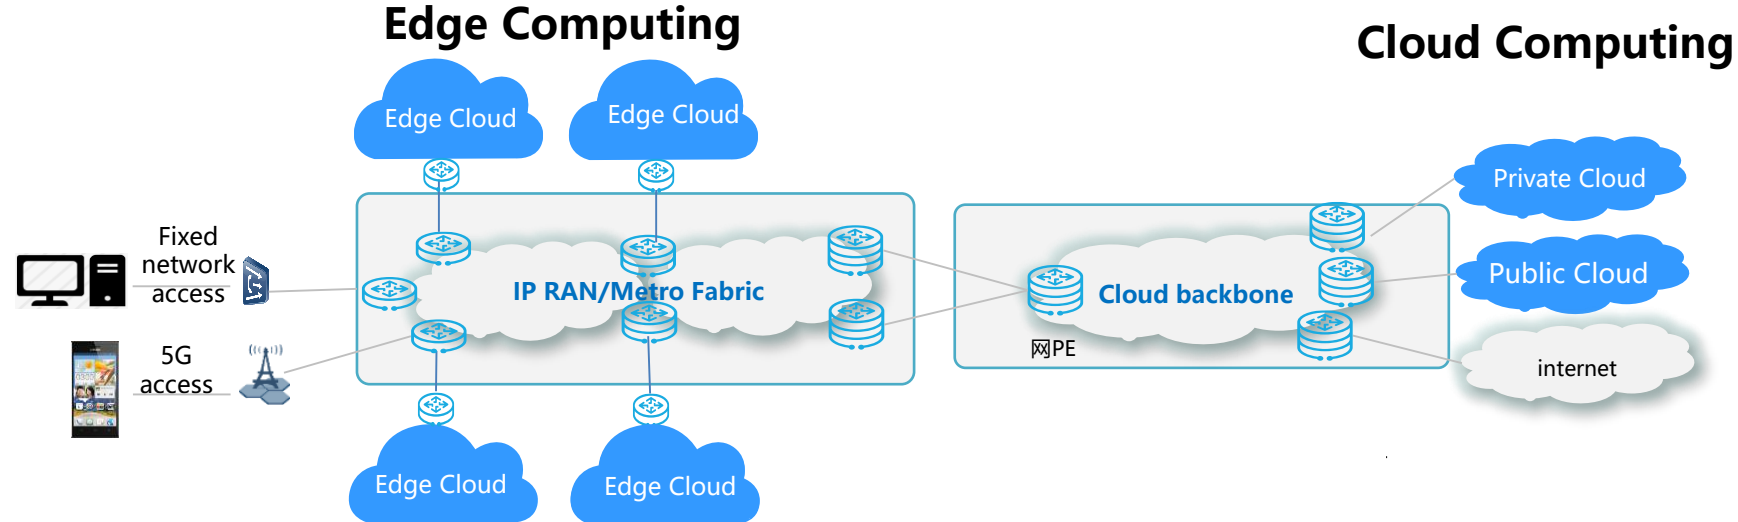 Edge Computing
Cloud Computing
Edge Cloud
Edge Cloud
Private Cloud
Fixed
network
access
Public Cloud
IP RAN/Metro Fabric
Cloud backbone
网PE
5G
access
internet
Edge Cloud
Edge Cloud